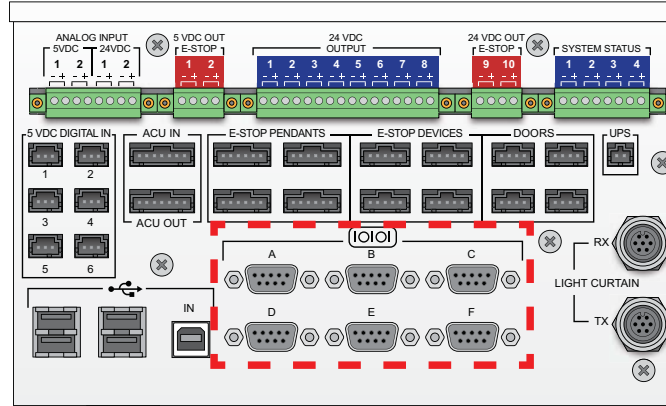 ANALOG INPUT
5VDC 24VDC
1 2 1 2
- + - + - + - +
5 VDC OUT
E-STOP
1 2
- + - +
24 VDC
OUTPUT
1 2 3 4 5 6 7 8
- + - + - + - + - + - + - + - +
24 VDC OUT
E-STOP
9 10
- + - +
SYSTEM STATUS
1 2 3 4
- + - + - + - +
5 VDC DIGITAL IN
1 2
3 4
5 6
ACU IN
ACU OUT
E-STOP PENDANTS
E-STOP DEVICES
DOORS
UPS
IOIOI
A B C
D E F
IN
RX
LIGHT CURTAIN
TX